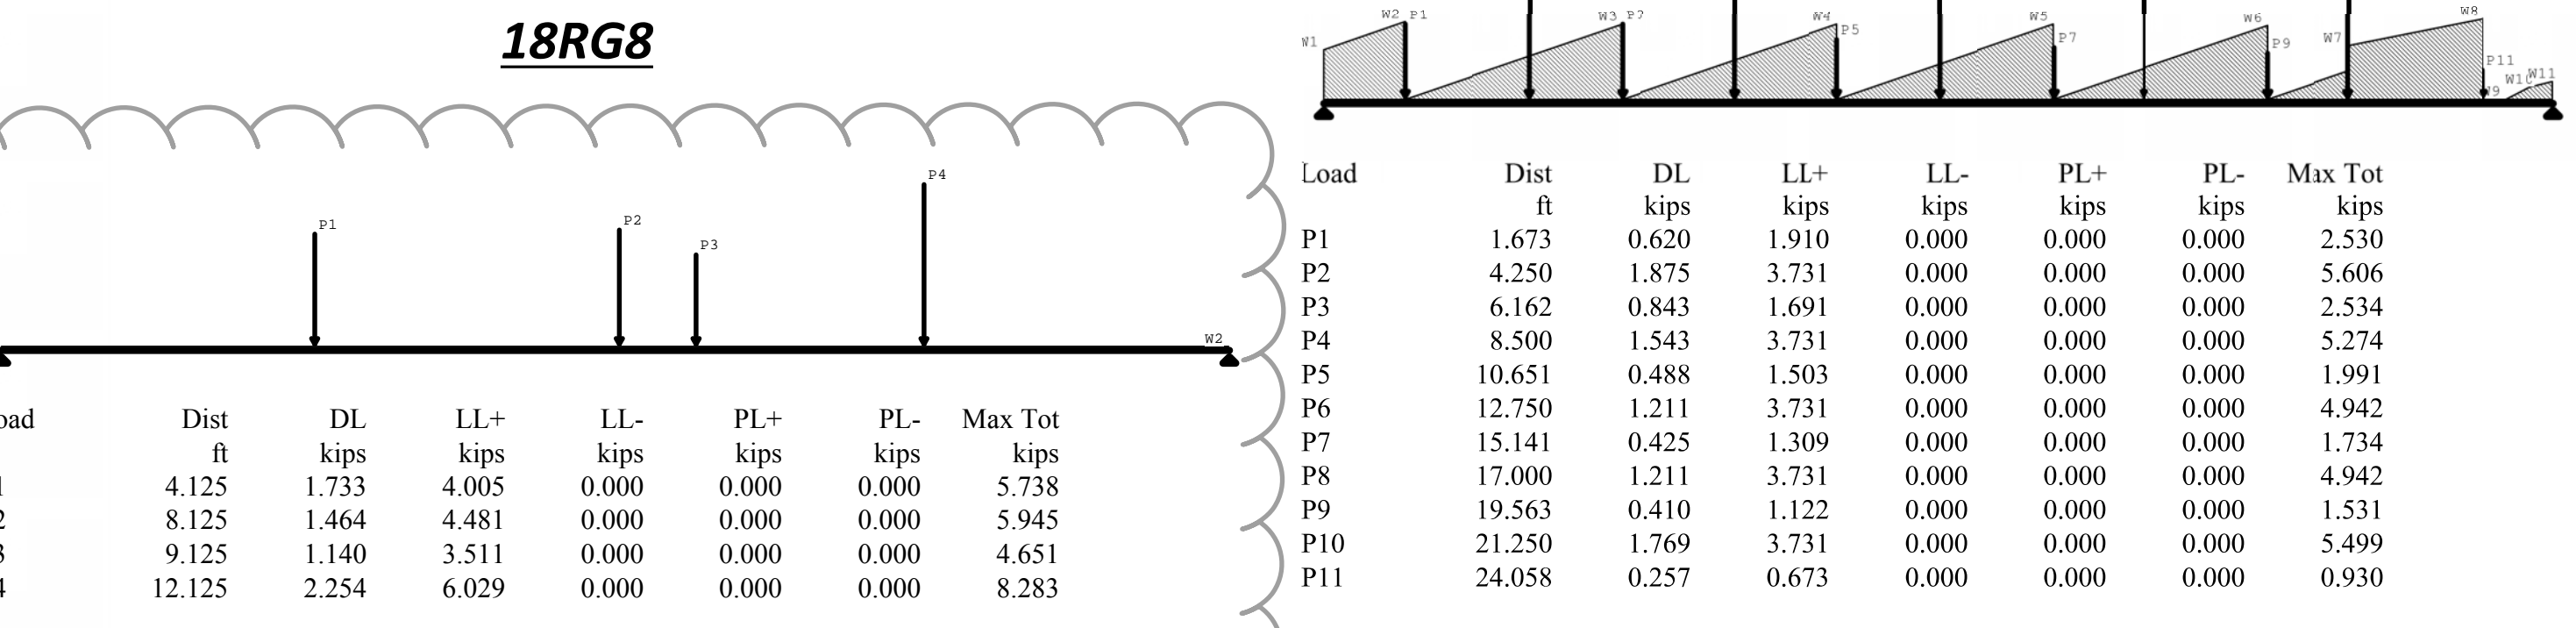 18RG8
P1
P2
P3
P4
W2
Dist DL LL+ LL- PL+ PL- Max Tot
ft kips kips kips kips kips kips
4.125 1.733 4.005 0.000 0.000 0.000 5.738
8.125 1.464 4.481 0.000 0.000 0.000 5.945
9.125 1.140 3.511 0.000 0.000 0.000 4.651
12.125 2.254 6.029 0.000 0.000 0.000 8.283
W1
W2 P1
W3
W4
P5
W5
P7
W6
P9
W7
W8
P11
W11
Load Dist DL LL+ LL- PL+ PL- Max Tot
ft kips kips kips kips kips kips
P1 1.673 0.620 1.910 0.000 0.000 0.000 2.530
P2 4.250 1.875 3.731 0.000 0.000 0.000 5.606
P3 6.162 0.843 1.691 0.000 0.000 0.000 2.534
P4 8.500 1.543 3.731 0.000 0.000 0.000 5.274
P5 10.651 0.488 1.503 0.000 0.000 0.000 1.991
P6 12.750 1.211 3.731 0.000 0.000 0.000 4.942
P7 15.141 0.425 1.309 0.000 0.000 0.000 1.734
P8 17.000 1.211 3.731 0.000 0.000 0.000 4.942
P9 19.563 0.410 1.122 0.000 0.000 0.000 1.531
P10 21.250 1.769 3.731 0.000 0.000 0.000 5.499
P11 24.058 0.257 0.673 0.000 0.000 0.000 0.930